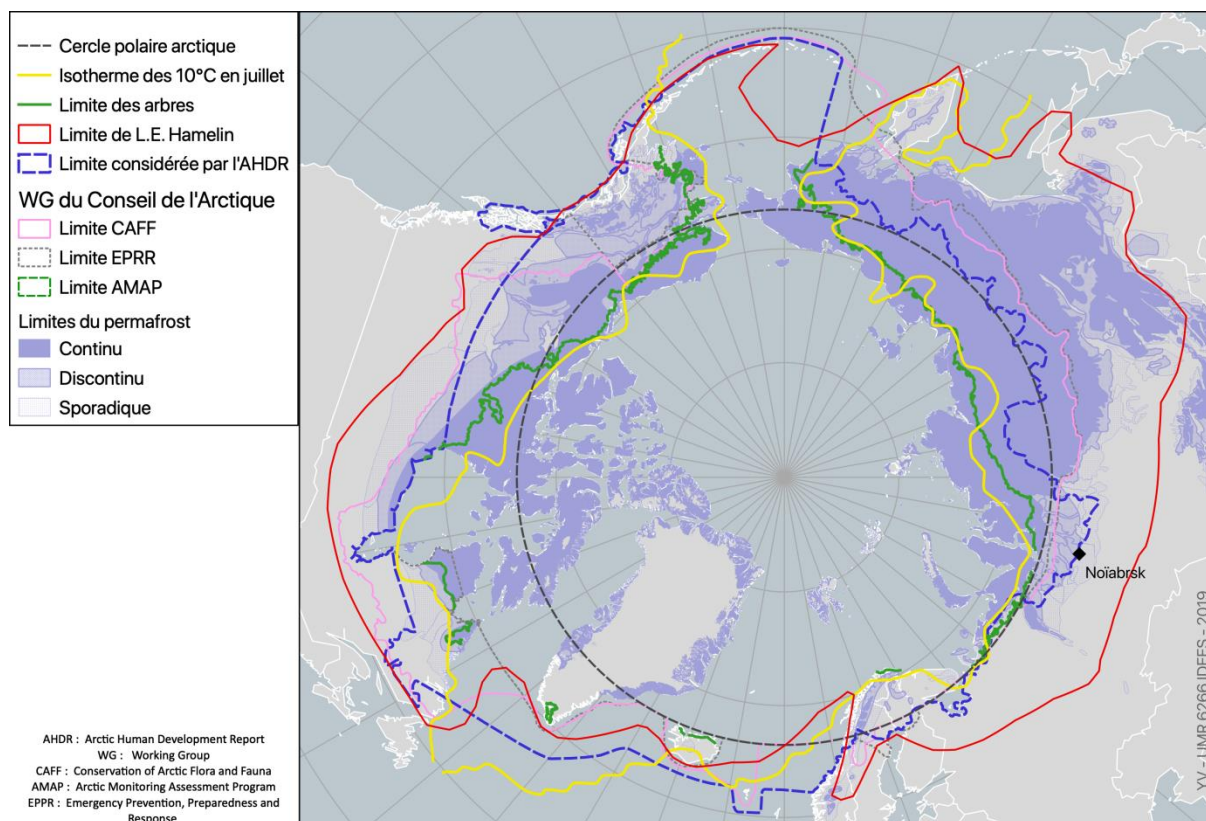 Cercle polaire arctique
Isotherme des 10°C en juillet
Limite des arbres
Limite de L.E. Hamelin
Limite considérée par l'AHDR
WG du Conseil de l'Arctique
Limite CAFF
Limite EPRR
Limite AMAP
Limites du permafrost
Continu
Discontinu
Sporadique
Noïabrsk
YV - UMR 6266 IDEES - 2019
AHDR : Arctic Human Development Report
WG : Working Group
CAFF : Conservation of Arctic Flora and Fauna
AMAP : Arctic Monitoring Assessment Program
EPPR : Emergency Prevention, Preparedness and
Response